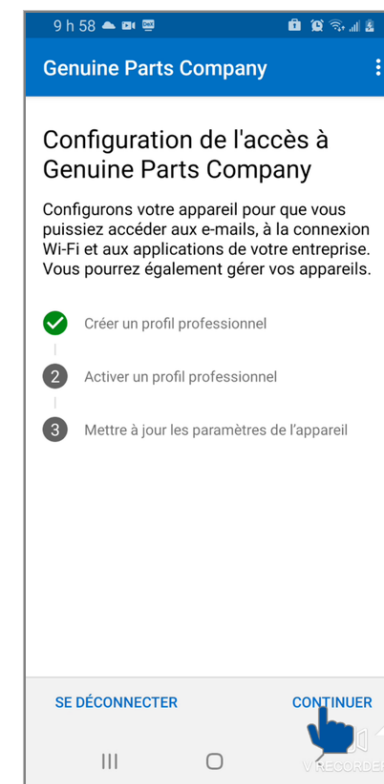 9 h 58
Genuine Parts Company
Configuration de l'accès à
Genuine Parts Company
Configurons votre appareil pour que vous
puissiez accéder aux e-mails, à la connexion
Wi-Fi et aux applications de votre entreprise.
Vous pourrez également gérer vos appareils.
Créer un profil professionnel
2 Activer un profil professionnel
3 Mettre à jour les paramètres de l'appareil
SE DÉCONNECTER CONTINUER
V RECORDER